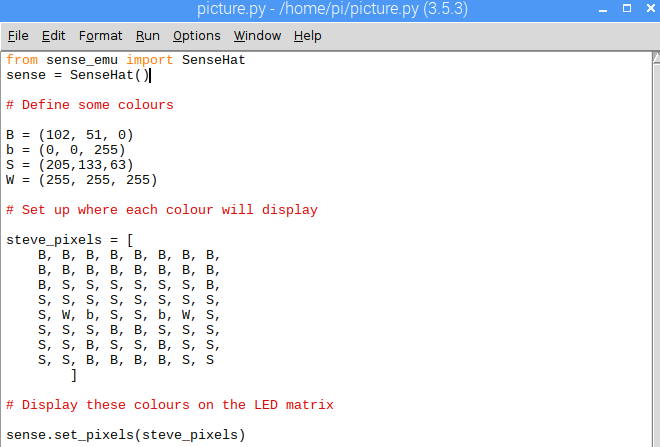 picture.py - /home/pi/picture.py (3.5.3)
File Edit Format Run Options Window Help
from sense_emu import SenseHat
sense = SenseHat()
# Define some colours
B = (102, 51, 0)
b = (0, 0, 255)
S = (205,133,63)
W = (255, 255, 255)
# Set up where each colour will display
steve_pixels = [
    B, B, B, B, B, B, B, B,
    B, B, B, B, B, B, B, B,
    B, S, S, S, S, S, S, B,
    S, S, S, S, S, S, S, S,
    S, W, b, S, S, b, W, S,
    S, S, S, B, B, S, S, S,
    S, S, B, S, S, B, S, S,
    S, S, B, B, B, B, S, S
        ]
# Display these colours on the LED matrix
sense.set_pixels(steve_pixels)